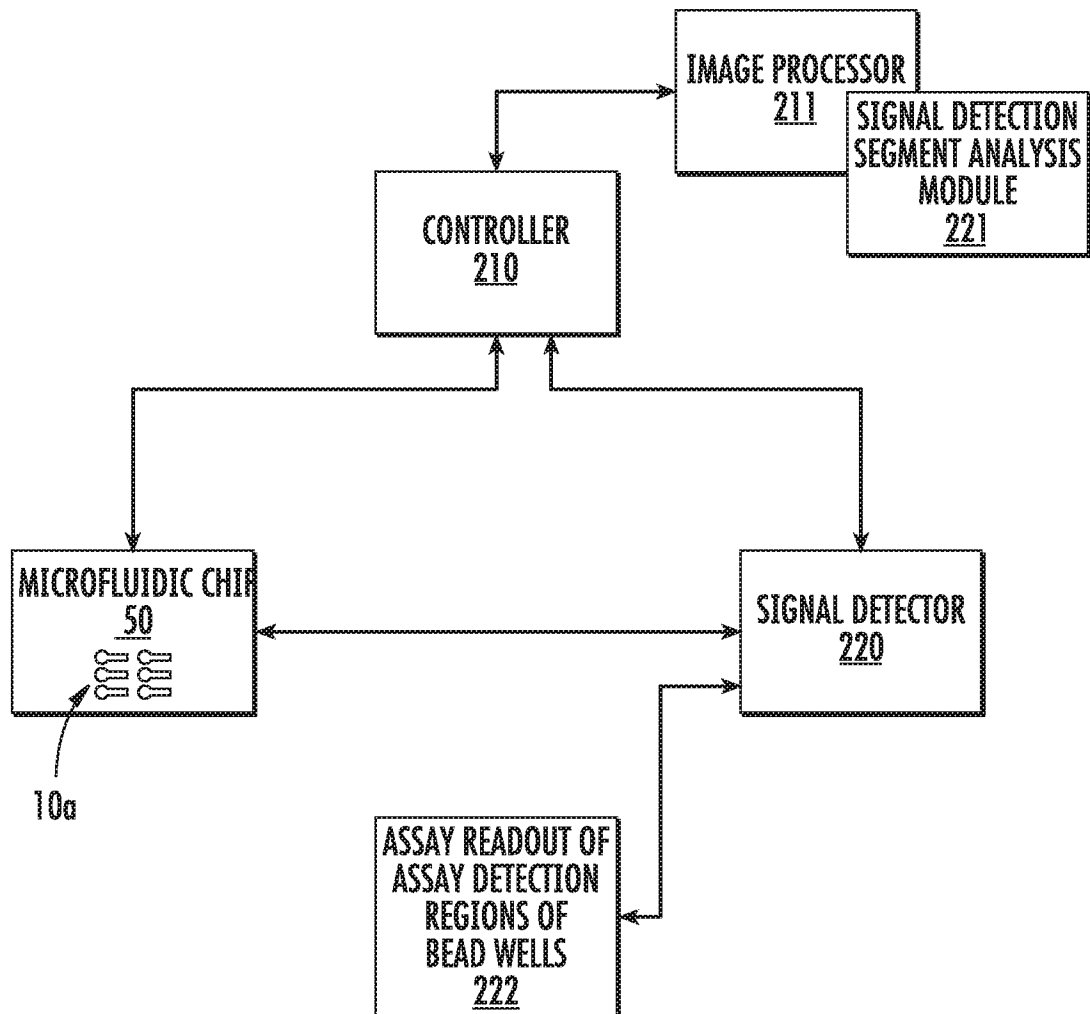 IMAGE PROCESSOR
211
SIGNAL DETECTION
SEGMENT ANALYSIS
MODULE
221
CONTROLLER
210
MICROFLUIDIC CHIP
50
10a
SIGNAL DETECTOR
220
ASSAY READOUT OF
ASSAY DETECTION
REGIONS OF
BEAD WELLS
222